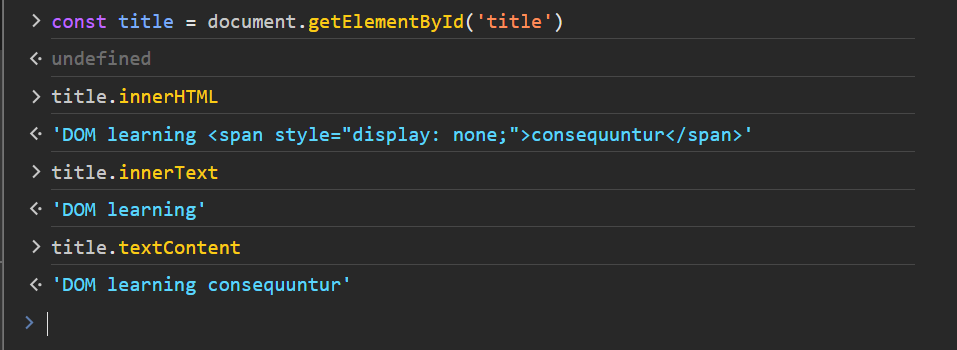 > const title = document.getElementById('title')
<· undefined
> title.innerHTML
<· 'DOM learning <span style="display: none;">consequuntur</span>'
> title.innerText
<· 'DOM learning'
> title.textContent
<· 'DOM learning consequuntur'
>